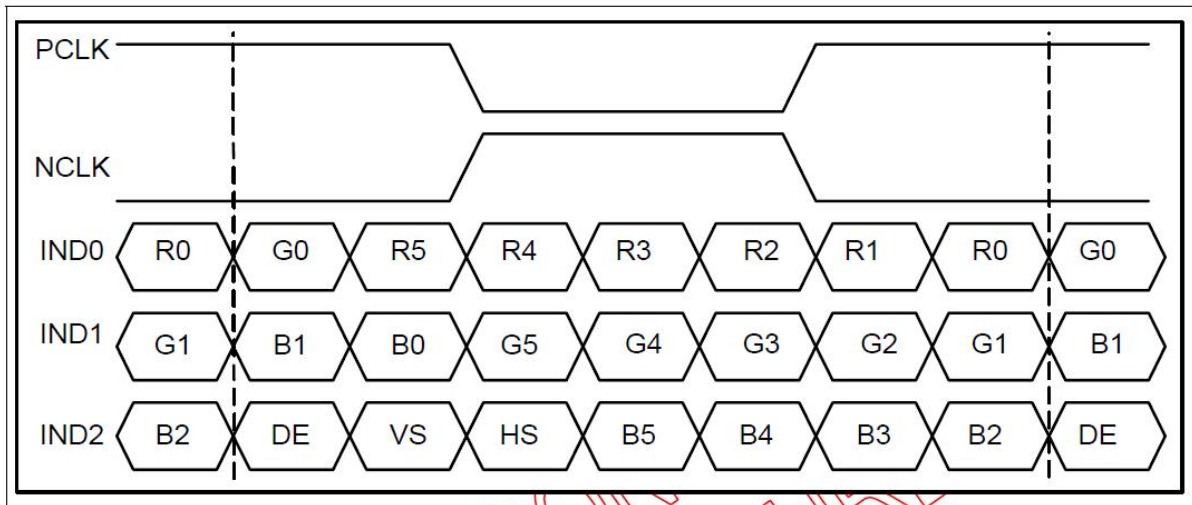 PCLK
NCLK
IND0 R0 G0 R5 R4 R3 R2 R1 R0 G0
IND1 G1 B1 B0 G5 G4 G3 G2 G1 B1
IND2 B2 DE VS HS B5 B4 B3 B2 DE